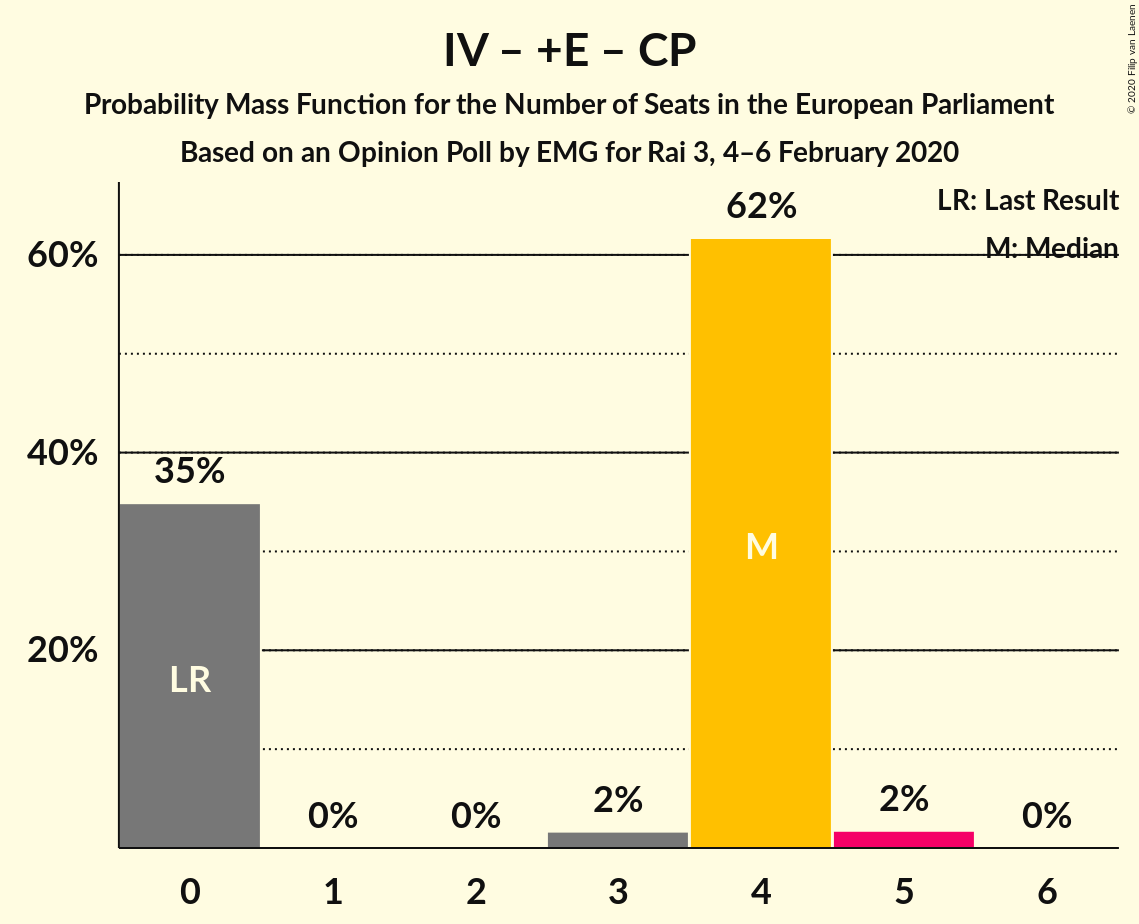 IV – +E – CP
Probability Mass Function for the Number of Seats in the European Parliament
Based on an Opinion Poll by EMG for Rai 3, 4–6 February 2020
© 2020 Filip van Laenen
LR: Last Result
M: Median
62%
60%
40%
35%
M
20%
LR
0%
0%
2%
2%
0%
0
1
2
3
4
5
6